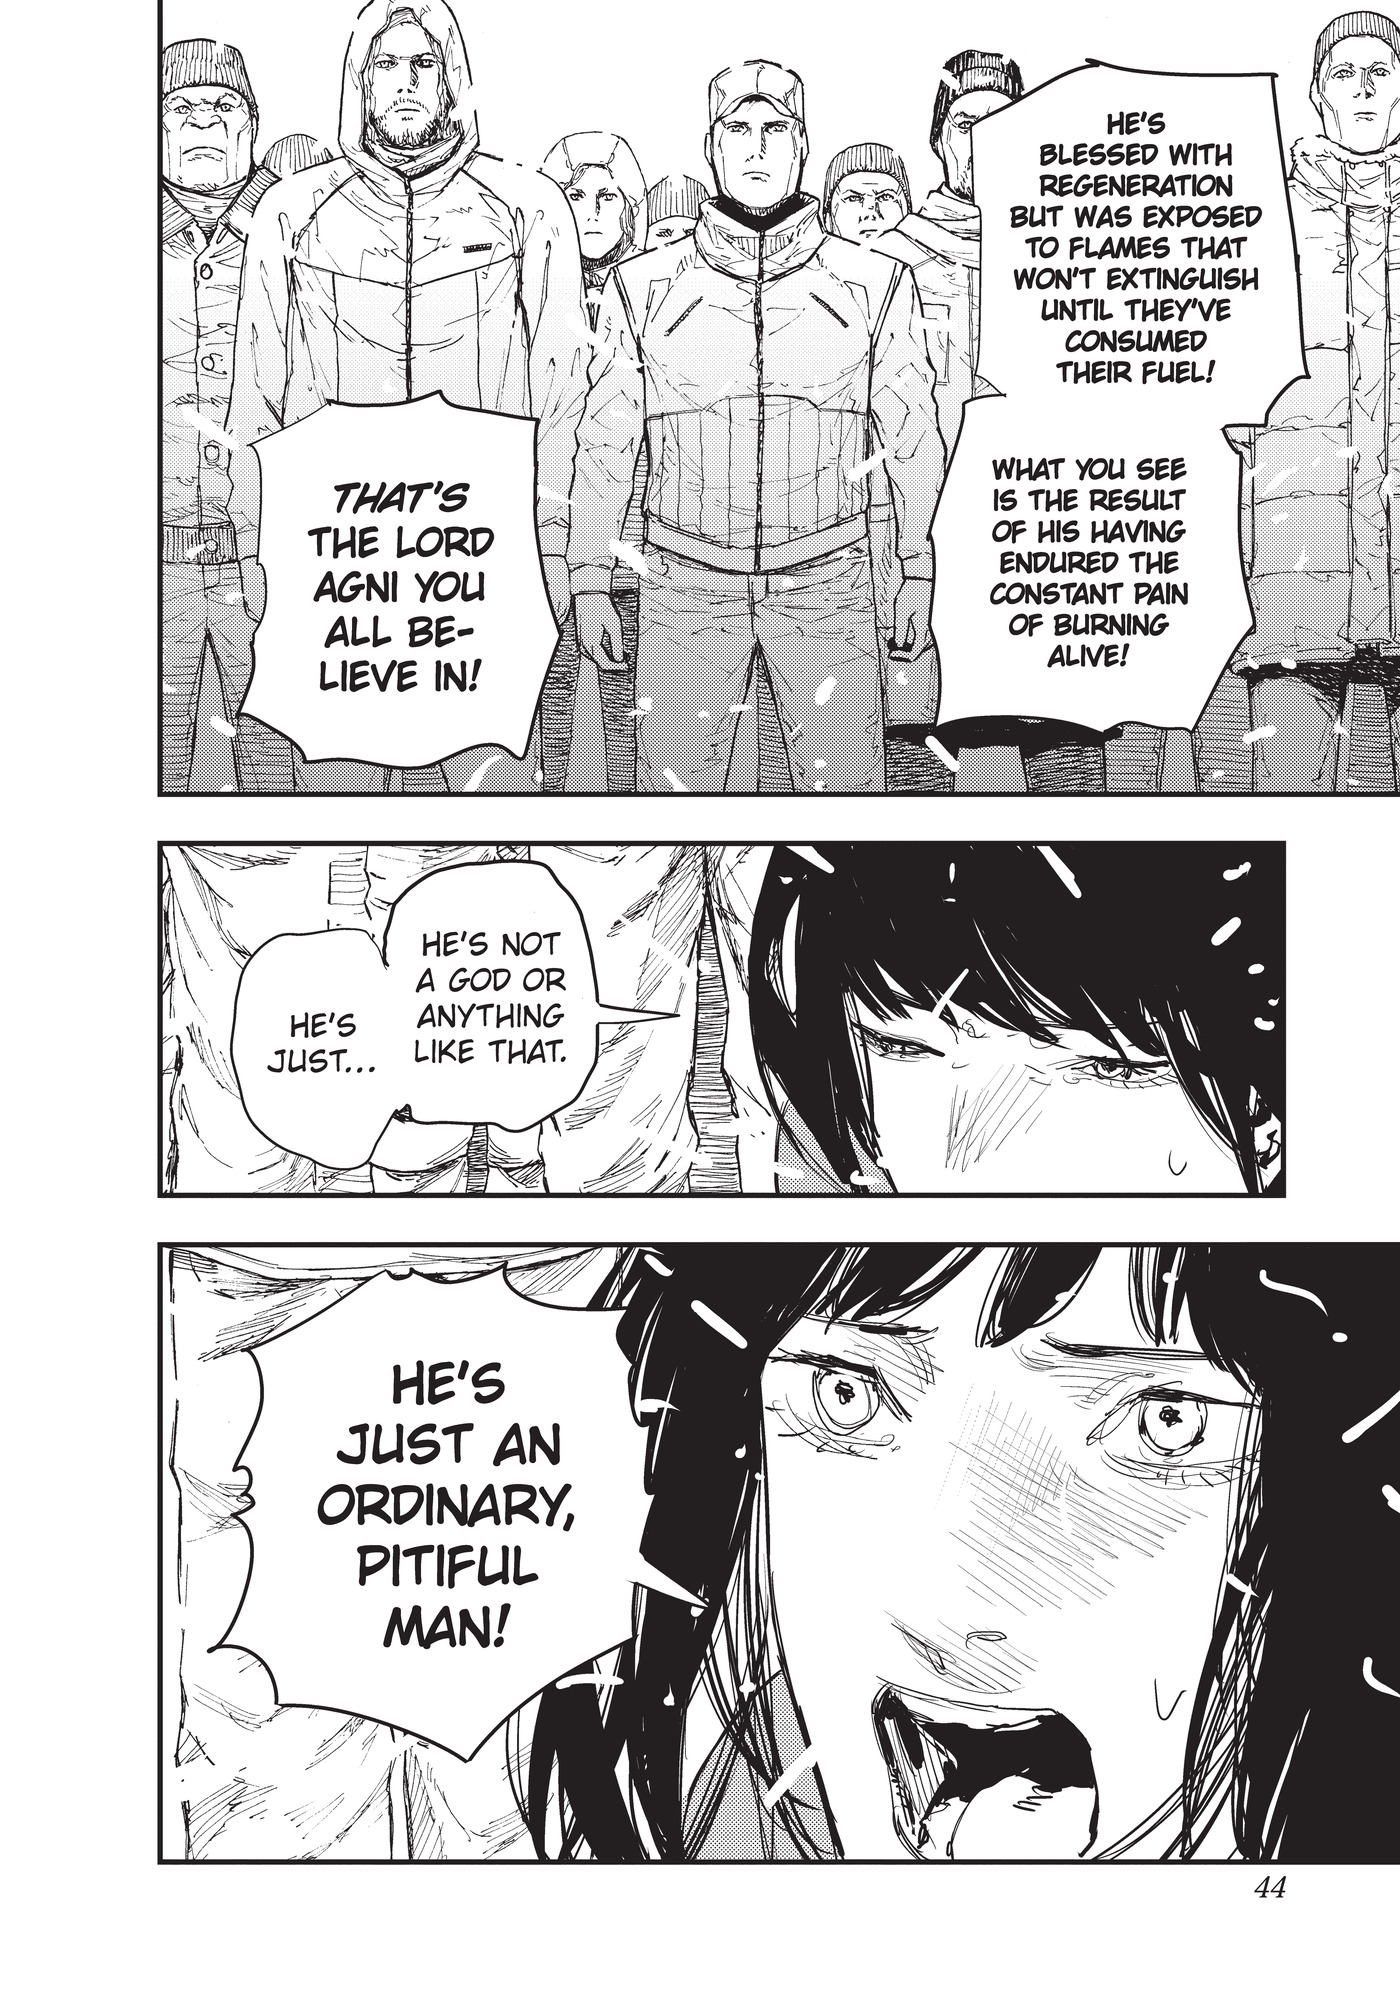 HE'S
BLESSED WITH
REGENERATION
BUT WAS EXPOSED
TO FLAMES THAT
WON'T EXTINGUISH
UNTIL THEY'VE
CONSUMED
THEIR FUEL!
WHAT YOU SEE
IS THE RESULT
OF HIS HAVING
ENDURED THE
CONSTANT PAIN
OF BURNING
ALIVE!
THAT'S
THE LORD
AGNI YOU
ALL BE-
LIEVE IN!
HE'S NOT
A GOD OR
ANYTHING
LIKE THAT.
HE'S
JUST...
HE'S
JUST AN
ORDINARY,
PITIFUL
MAN!
44